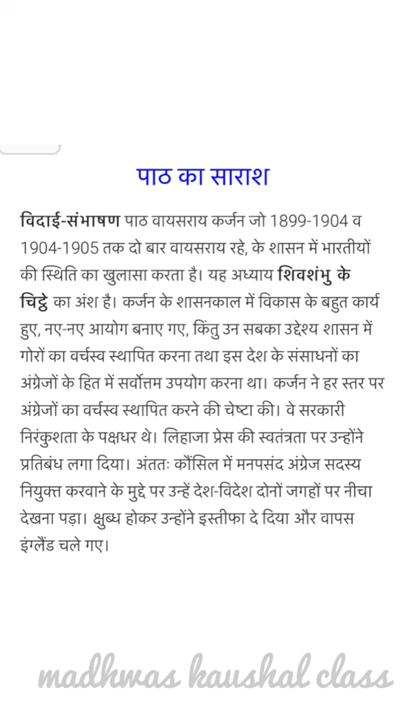 पाठ का साराश
विदाई-संभाषण पाठ वायसराय कर्जन जो 1899-1904 व
1904-1905 तक दो बार वायसराय रहे, के शासन में भारतीयों
की स्थिति का खुलासा करता है। यह अध्याय शिवशंभु के
चिट्ठे का अंश है। कर्जन के शासनकाल में विकास के बहुत कार्य
हुए, नए-नए आयोग बनाए गए, किंतु उन सबका उद्देश्य शासन में
गोरों का वर्चस्व स्थापित करना तथा इस देश के संसाधनों का
अंग्रेजों के हित में सर्वोत्तम उपयोग करना था। कर्जन ने हर स्तर पर
अंग्रेजों का वर्चस्व स्थापित करने की चेष्टा की। वे सरकारी
निरंकुशता के पक्षधर थे। लिहाजा प्रेस की स्वतंत्रता पर उन्होंने
प्रतिबंध लगा दिया। अंततः कौंसिल में मनपसंद अंग्रेज सदस्य
नियुक्त करवाने के मुद्दे पर उन्हें देश-विदेश दोनों जगहों पर नीचा
देखना पड़ा। क्षुब्ध होकर उन्होंने इस्तीफा दे दिया और वापस
इंग्लैंड चले गए।
madhwas kaushal class